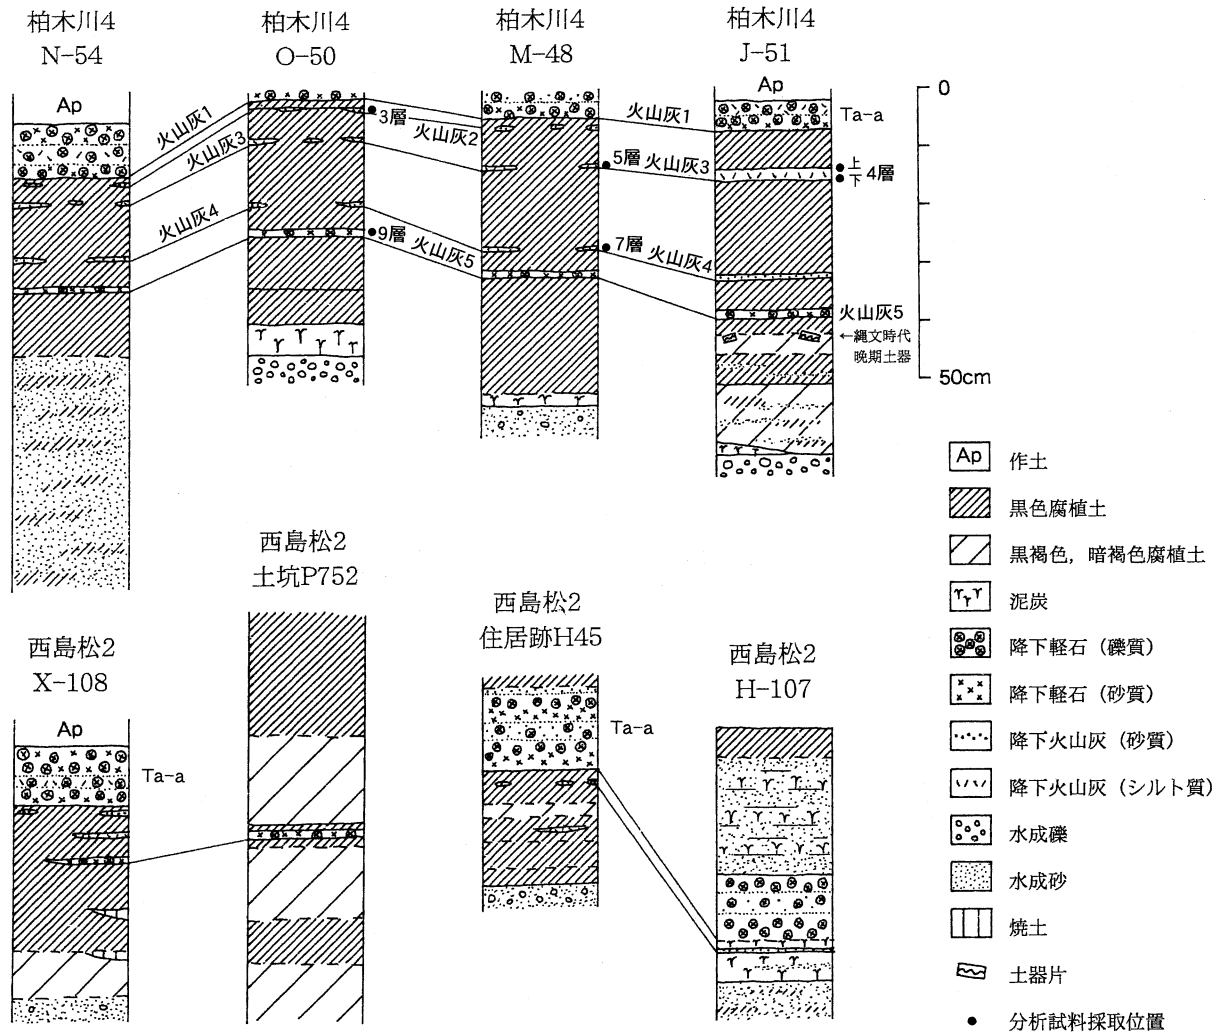 柏木川4
N-54
柏木川4
O-50
柏木川4
M-48
柏木川4
J-51
Ap
火山灰1
火山灰3
火山灰4
3層
火山灰2
9層
火山灰5
火山灰1
5層
火山灰3
7層
火山灰4
Ap
Ta-a
上
下
4層
火山灰5
←縄文時代
晩期土器
0
50cm
西島松2
X-108
Ap
Ta-a
西島松2
土坑P752
西島松2
住居跡H45
Ta-a
西島松2
H-107
Ap
作土
黒色腐植土
黒褐色，暗褐色腐植土
泥炭
降下軽石（礫質）
降下軽石（砂質）
降下火山灰（砂質）
降下火山灰（シルト質）
水成礫
水成砂
焼土
土器片
分析試料採取位置